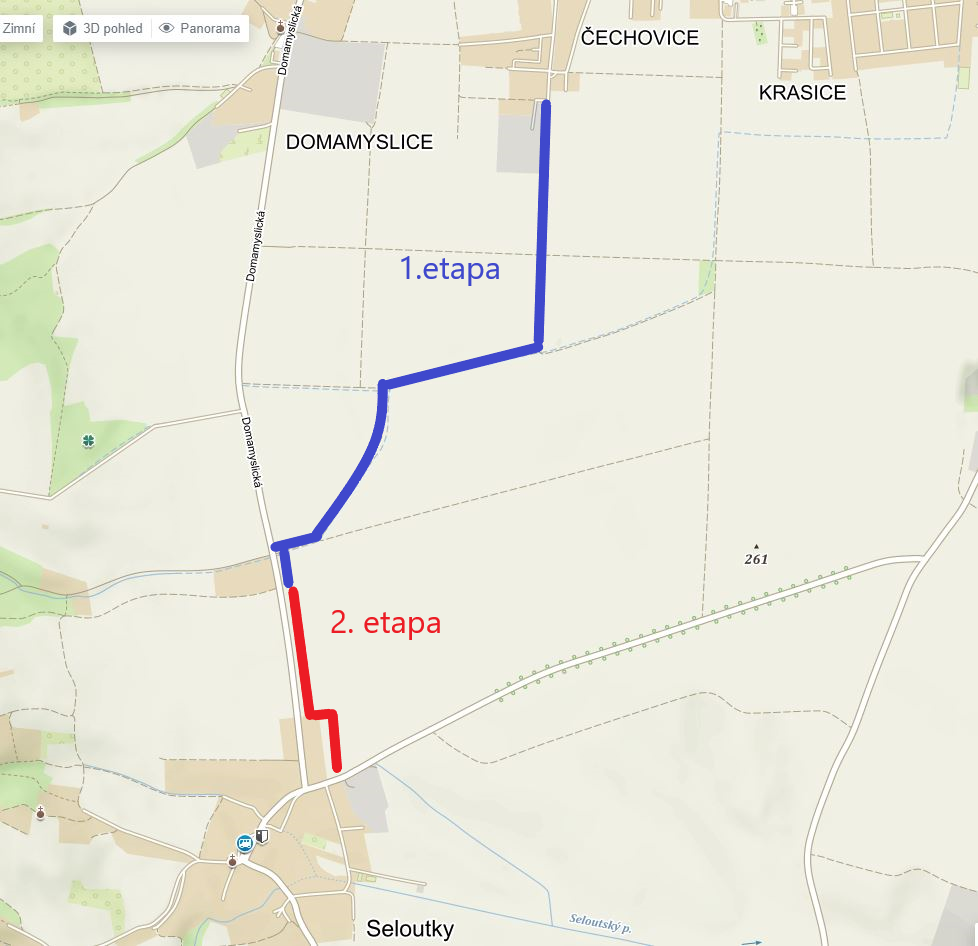 Zimní
3D pohled
Panorama
Domamyslická
ČECHOVICE
KRASICE
DOMAMYSLICE
Domamyslická
1.etapa
Domamyslická
261
2. etapa
Seloutky
Seloutský p.